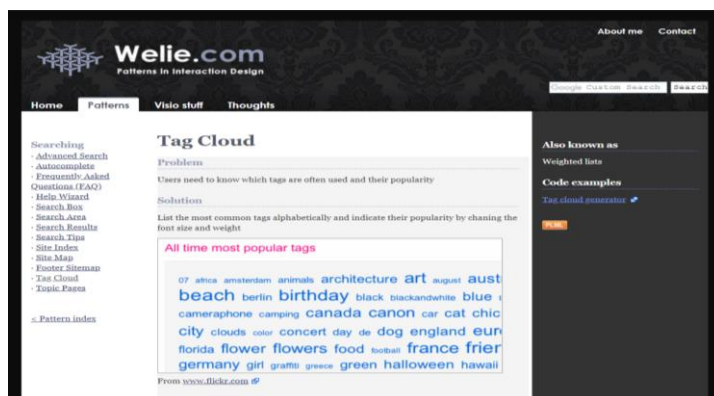 About me Contact
Welie.com
Patterns in Interaction Design
Google Custom Search Search
Home Patterns Visio stuff Thoughts
Searching
· Advanced Search
· Autocomplete
· Frequently Asked
Questions (FAQ)
· Help Wizard
· Search Box
· Search Area
· Search Results
· Search Tips
· Site Index
· Site Map
· Footer Sitemap
· Tag Cloud
· Topic Pages
< Pattern index
Tag Cloud
Problem
Users need to know which tags are often used and their popularity
Solution
List the most common tags alphabetically and indicate their popularity by chaning the
font size and weight
All time most popular tags
07 africa amsterdam animals architecture art august aust
beach berlin birthday black blackandwhite blue
cameraphone camping canada canon car cat chic
city clouds color concert day de dog england eur
florida flower flowers food football france frier
germany girl graffiti greece green halloween hawaii
From www.flickr.com
Also known as
Weighted lists
Code examples
Tag cloud generator